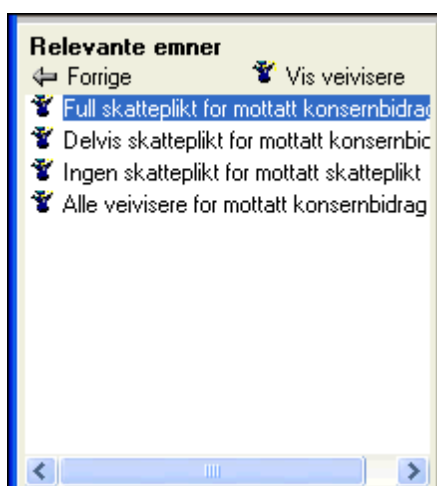 Relevante emner
Forrige Vis veivisere
Full skatteplikt for mottatt konsernbidrag
Delvis skatteplikt for mottatt konsernbid
Ingen skatteplikt for mottatt skatteplikt
Alle veivisere for mottatt konsernbidrag